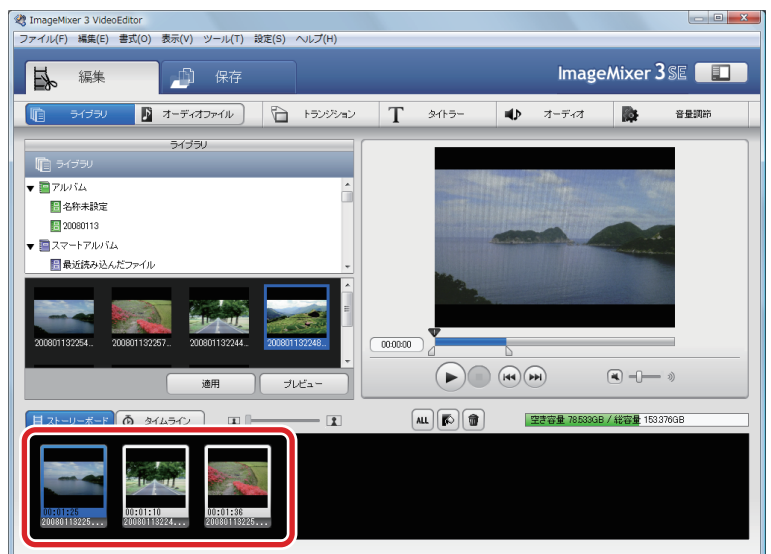 ImageMixer 3 VideoEditor
ファイル(F) 編集(E) 書式(O) 表示(V) ツール(T) 設定(S) ヘルプ(H)
編集 保存 ImageMixer 3 SE
ライブラリ オーディオファイル トランジション T タイトラー オーディオ 音量調節
ライブラリ
ライブラリ
アルバム
名称未設定
20080113
スマートアルバム
最近読み込んだファイル
200801132254... 200801132257... 200801132244... 200801132248...
00:00:00
適用 プレビュー
ストーリーボード タイムライン ALL 空き容量 78.533GB / 総容量 153.376GB
00:01:25 00:01:10 00:01:36
20080113225... 20080113224... 20080113225...